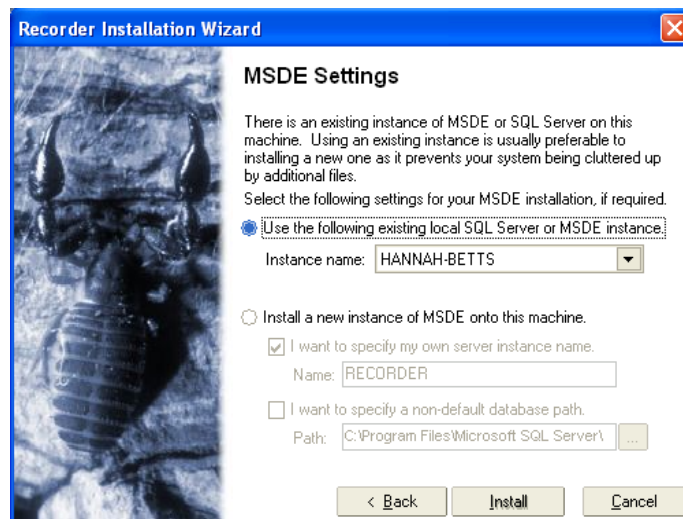 Recorder Installation Wizard
MSDE Settings
There is an existing instance of MSDE or SQL Server on this
machine. Using an existing instance is usually preferable to
installing a new one as it prevents your system being cluttered up
by additional files.
Select the following settings for your MSDE installation, if required.
Use the following existing local SQL Server or MSDE instance.
Instance name: HANNAH-BETTS
Install a new instance of MSDE onto this machine.
I want to specify my own server instance name.
Name: RECORDER
I want to specify a non-default database path.
Path: C:\Program Files\Microsoft SQL Server\ ...
< Back Install Cancel